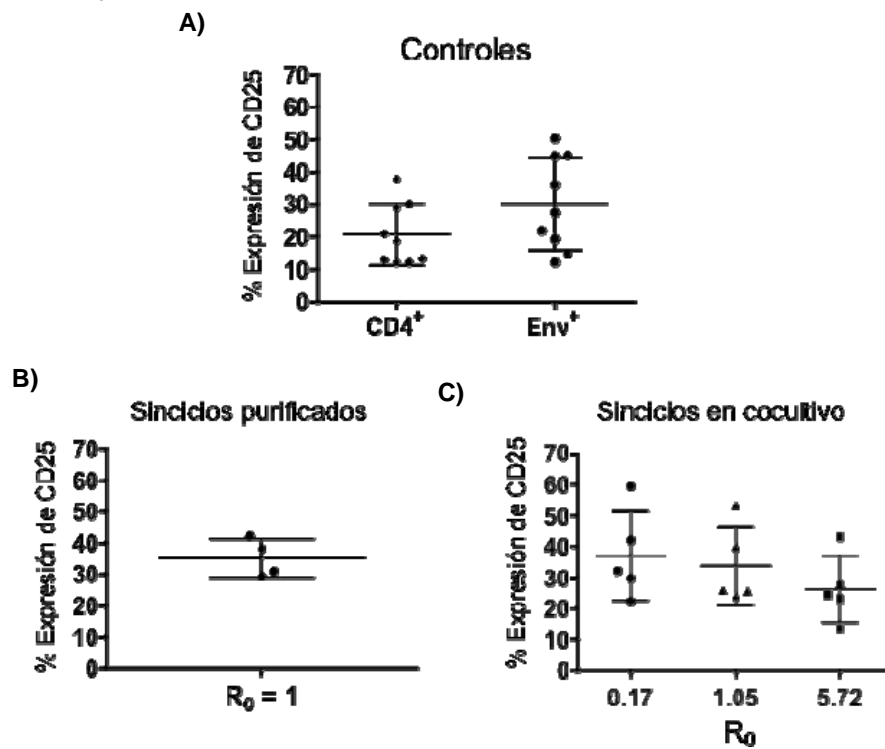 A)
Controles
% Expresión de CD25
70
60
50
40
30
20
10
0
CD4⁺
Env⁺
B)
Sincicios purificados
% Expresión de CD25
70
60
50
40
30
20
10
0
R₀ = 1
C)
Sincicios en cocultivo
% Expresión de CD25
70
60
50
40
30
20
10
0
0.17
1.05
5.72
R₀